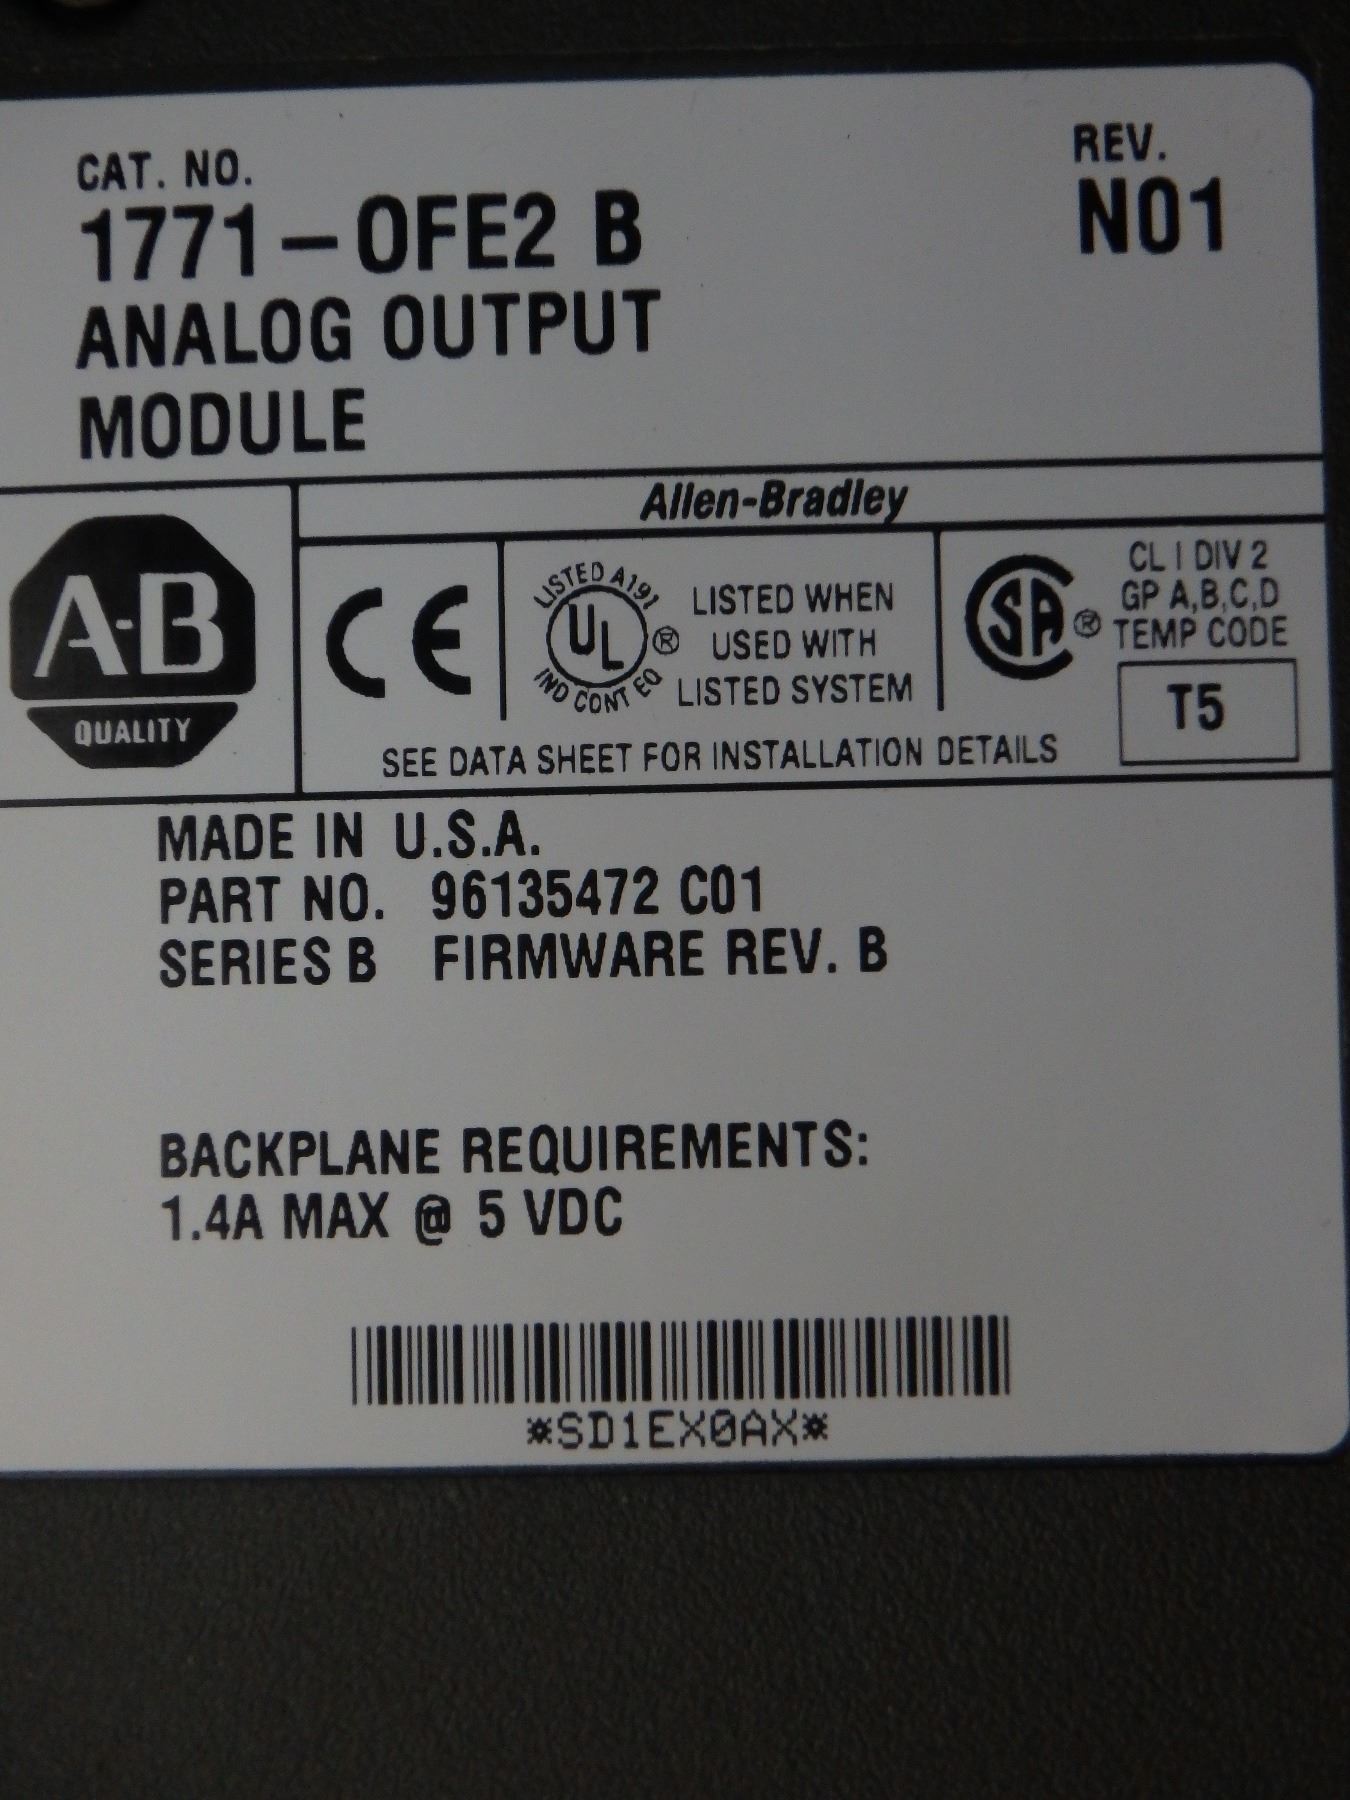 CAT. NO.
1771-OFE2 B
REV.
N01
ANALOG OUTPUT
MODULE
Allen-Bradley
A-B
QUALITY
CE
LISTED A191
UL ®
IND CONT EQ
LISTED WHEN
USED WITH
LISTED SYSTEM
SA ®
CL I DIV 2
GP A,B,C,D
TEMP CODE
T5
SEE DATA SHEET FOR INSTALLATION DETAILS
MADE IN U.S.A.
PART NO. 96135472 C01
SERIES B FIRMWARE REV. B
BACKPLANE REQUIREMENTS:
1.4A MAX @ 5 VDC
*SD1EX0AX*